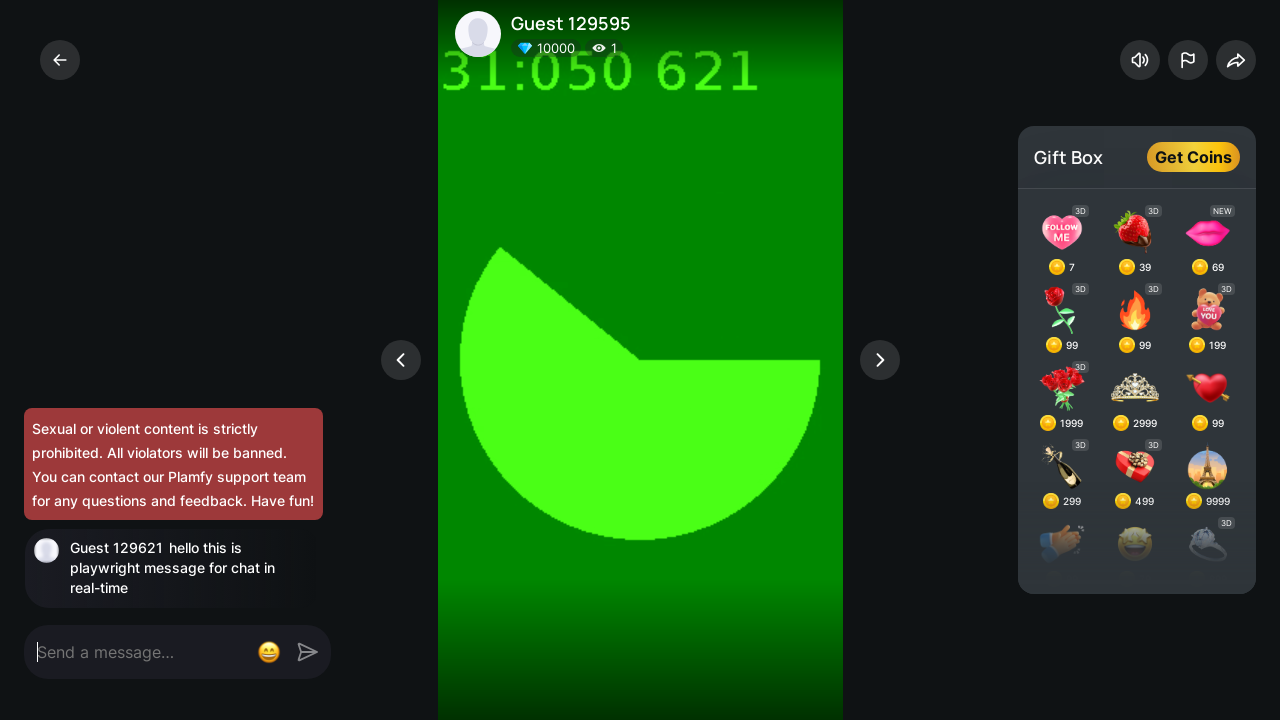 Guest 129595
10000 1
31:050 621
Gift Box
Get Coins
3D 3D NEW
FOLLOW
ME
7 39 69
3D 3D
LOVE
YOU
99 99 199
3D
1999 2999 99
3D 3D
299 499 9999
3D
Sexual or violent content is strictly
prohibited. All violators will be banned.
You can contact our Plamfy support team
for any questions and feedback. Have fun!
Guest 129621 hello this is
playwright message for chat in
real-time
Send a message...